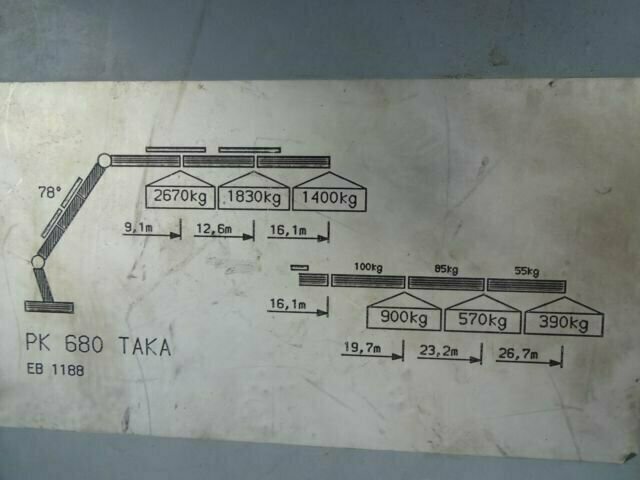 78°
2670kg 1830kg 1400kg
9,1m 12,6m 16,1m
100kg 85kg 55kg
16,1m
900kg 570kg 390kg
19,7m 23,2m 26,7m
PK 680 TAKA
EB 1188